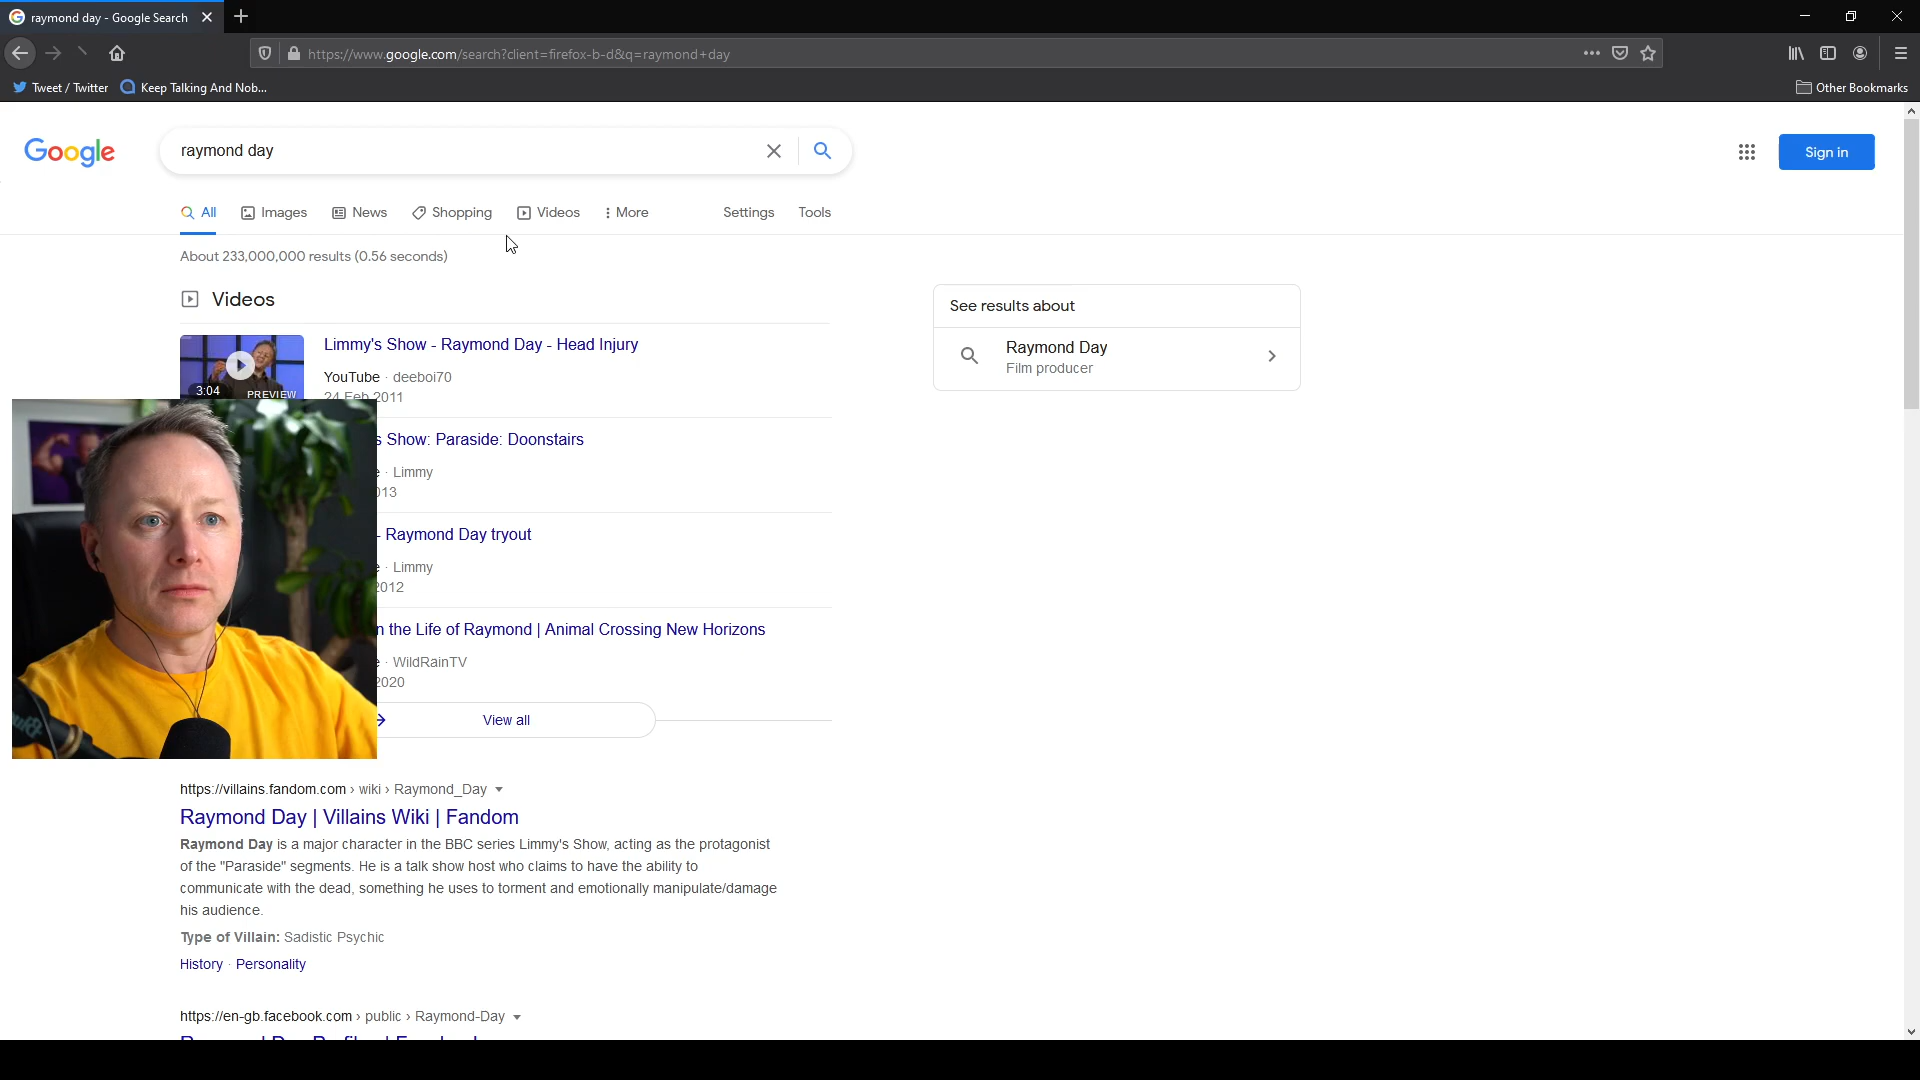 raymond day - Google Search
https://www.google.com/search?client=firefox-b-d&q=raymond+day
Tweet / Twitter
Keep Talking And Nob...
Other Bookmarks
Google
raymond day
Sign in
All
Images
News
Shopping
Videos
More
Settings
Tools
About 233,000,000 results (0.56 seconds)
Videos
3:04
PREVIEW
Limmy's Show - Raymond Day - Head Injury
YouTube · deeboi70
24 Feb 2011
s Show: Paraside: Doonstairs
e · Limmy
013
- Raymond Day tryout
e · Limmy
2012
n the Life of Raymond | Animal Crossing New Horizons
e · WildRainTV
2020
View all
See results about
Raymond Day
Film producer
https://villains.fandom.com › wiki › Raymond_Day
Raymond Day | Villains Wiki | Fandom
Raymond Day is a major character in the BBC series Limmy's Show, acting as the protagonist
of the "Paraside" segments. He is a talk show host who claims to have the ability to
communicate with the dead, something he uses to torment and emotionally manipulate/damage
his audience.
Type of Villain: Sadistic Psychic
History · Personality
https://en-gb.facebook.com › public › Raymond-Day